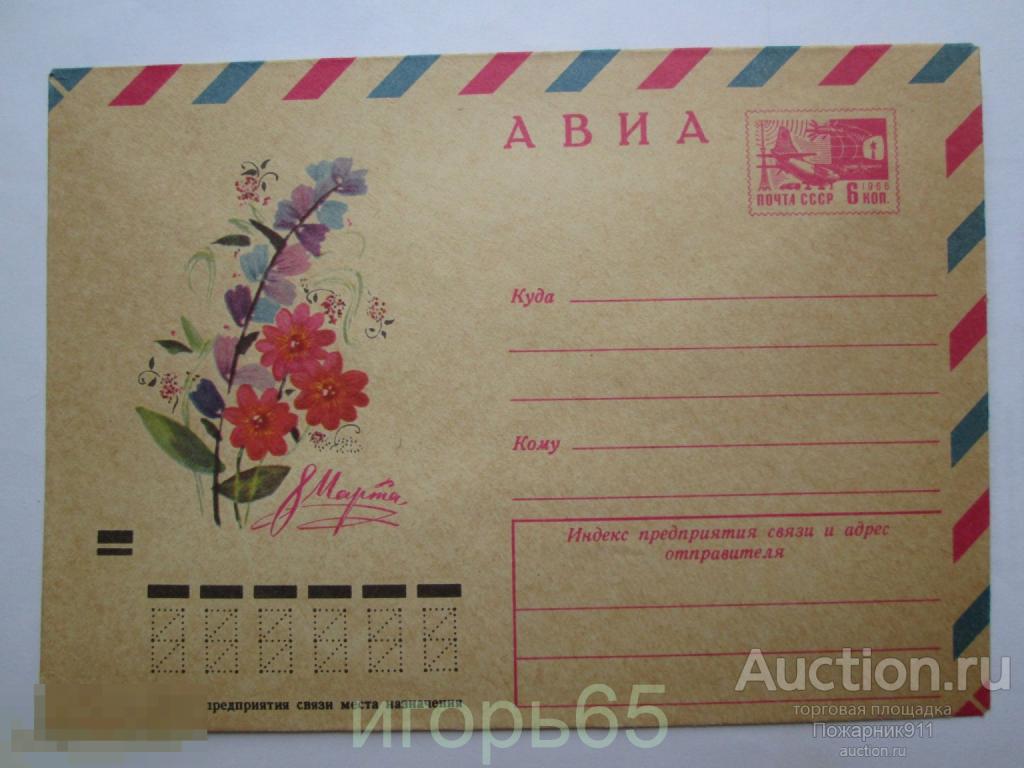 АВИА
1966
ПОЧТА СССР 6 КОП.
Куда
Кому
8 Марта
Индекс предприятия связи и адрес
отправителя
предприятия связи места назначения
игорь65
Auction.ru
торговая площадка
Пожарник911
auction.ru